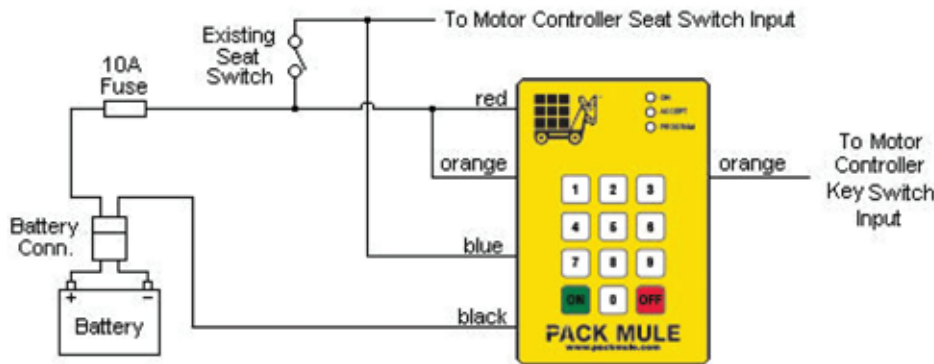 To Motor Controller Seat Switch Input
Existing
Seat
Switch
10A
Fuse
red
ON
ACCEPT
PROGRAM
orange
orange
To Motor
Controller
Key Switch
Input
1 2 3
4 5 6
7 8 9
ON 0 OFF
blue
Battery
Conn.
+ −
Battery
black
PACK MULE
www.packmule.com